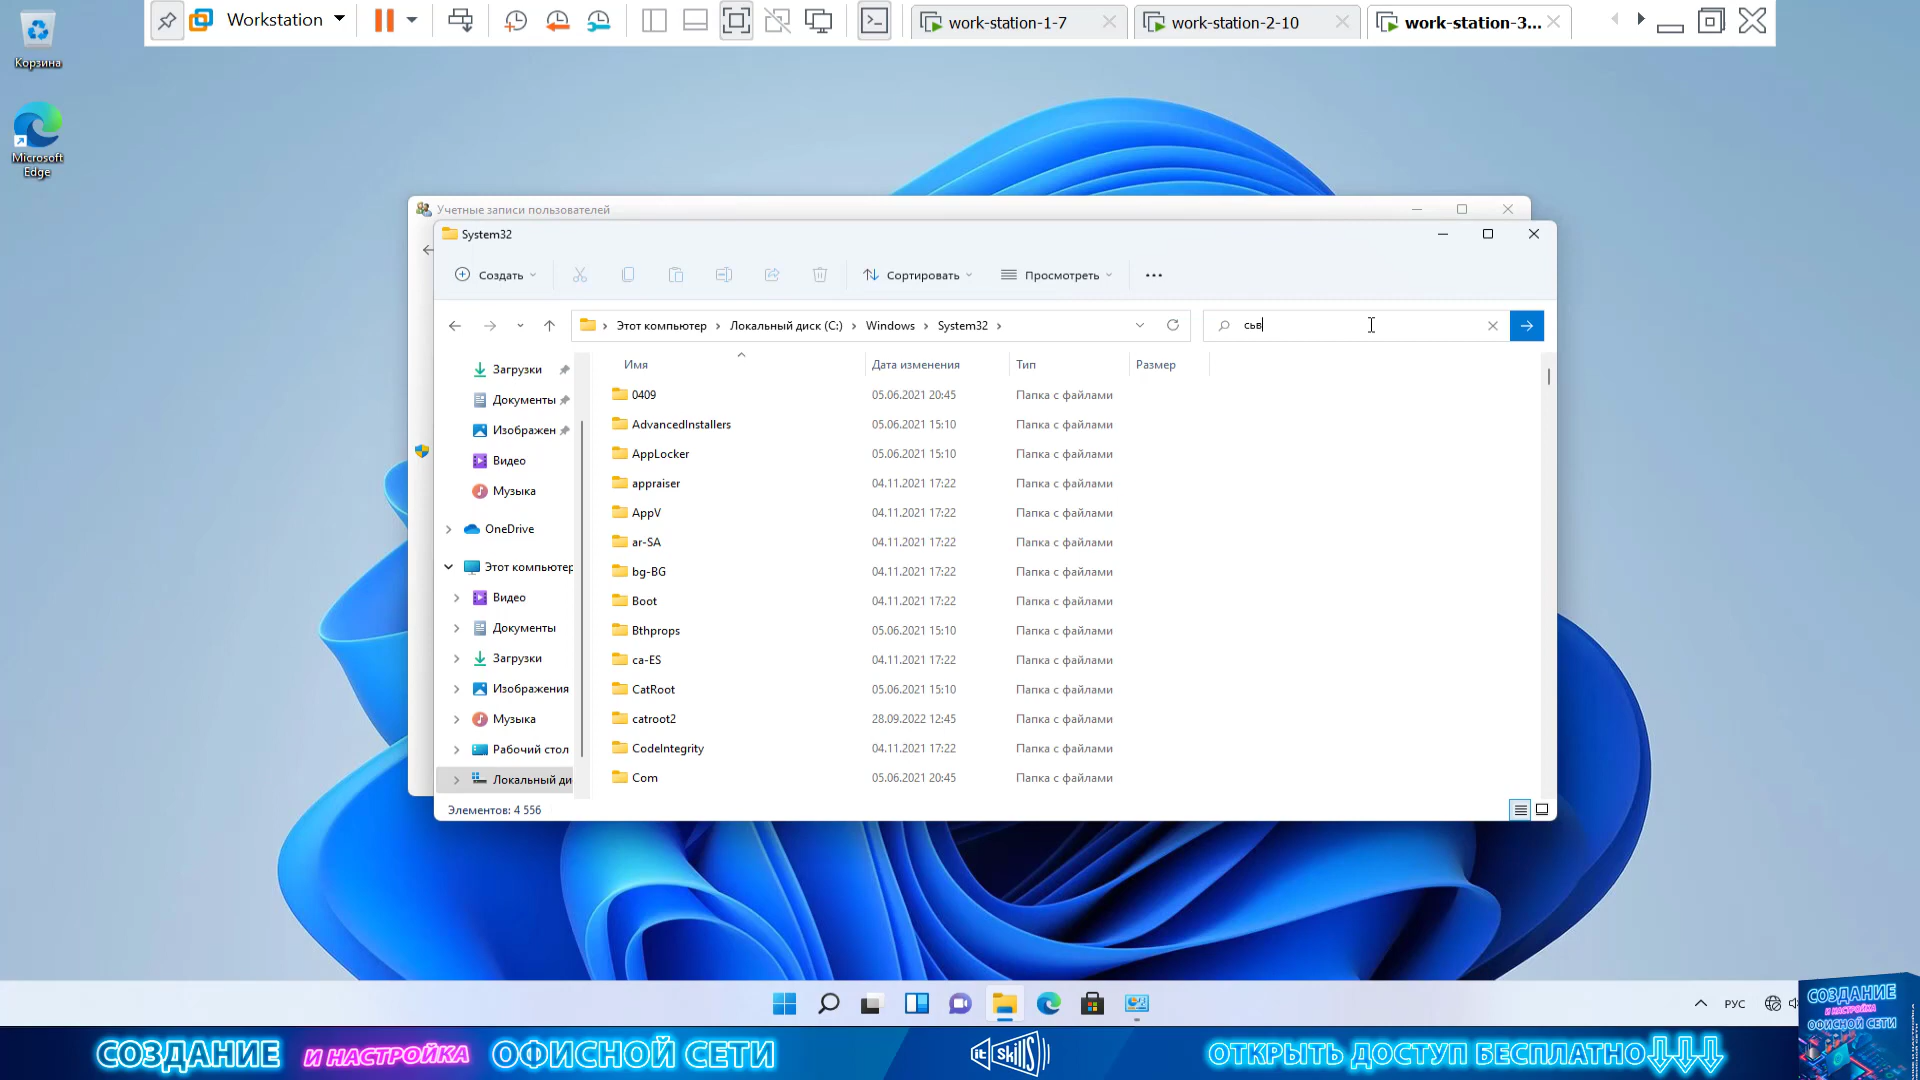 Workstation
work-station-1-7
work-station-2-10
work-station-3...
Корзина
Microsoft
Edge
Учетные записи пользователей
System32
Создать
Сортировать
Просмотреть
Этот компьютер
Локальный диск (C:)
Windows
System32
сьв
Имя
Дата изменения
Тип
Размер
Загрузки
Документы
Изображен
Видео
Музыка
OneDrive
Этот компьютер
Видео
Документы
Загрузки
Изображения
Музыка
Рабочий стол
Локальный ди
0409 05.06.2021 20:45 Папка с файлами
AdvancedInstallers 05.06.2021 15:10 Папка с файлами
AppLocker 05.06.2021 15:10 Папка с файлами
appraiser 04.11.2021 17:22 Папка с файлами
AppV 04.11.2021 17:22 Папка с файлами
ar-SA 04.11.2021 17:22 Папка с файлами
bg-BG 04.11.2021 17:22 Папка с файлами
Boot 04.11.2021 17:22 Папка с файлами
Bthprops 05.06.2021 15:10 Папка с файлами
ca-ES 04.11.2021 17:22 Папка с файлами
CatRoot 05.06.2021 15:10 Папка с файлами
catroot2 28.09.2022 12:45 Папка с файлами
CodeIntegrity 04.11.2021 17:22 Папка с файлами
Com 05.06.2021 20:45 Папка с файлами
Элементов: 4 556
РУС
СОЗДАНИЕ И НАСТРОЙКА ОФИСНОЙ СЕТИ
it skills
ОТКРЫТЬ ДОСТУП БЕСПЛАТНО
СОЗДАНИЕ
И НАСТРОЙКА
ОФИСНОЙ СЕТИ